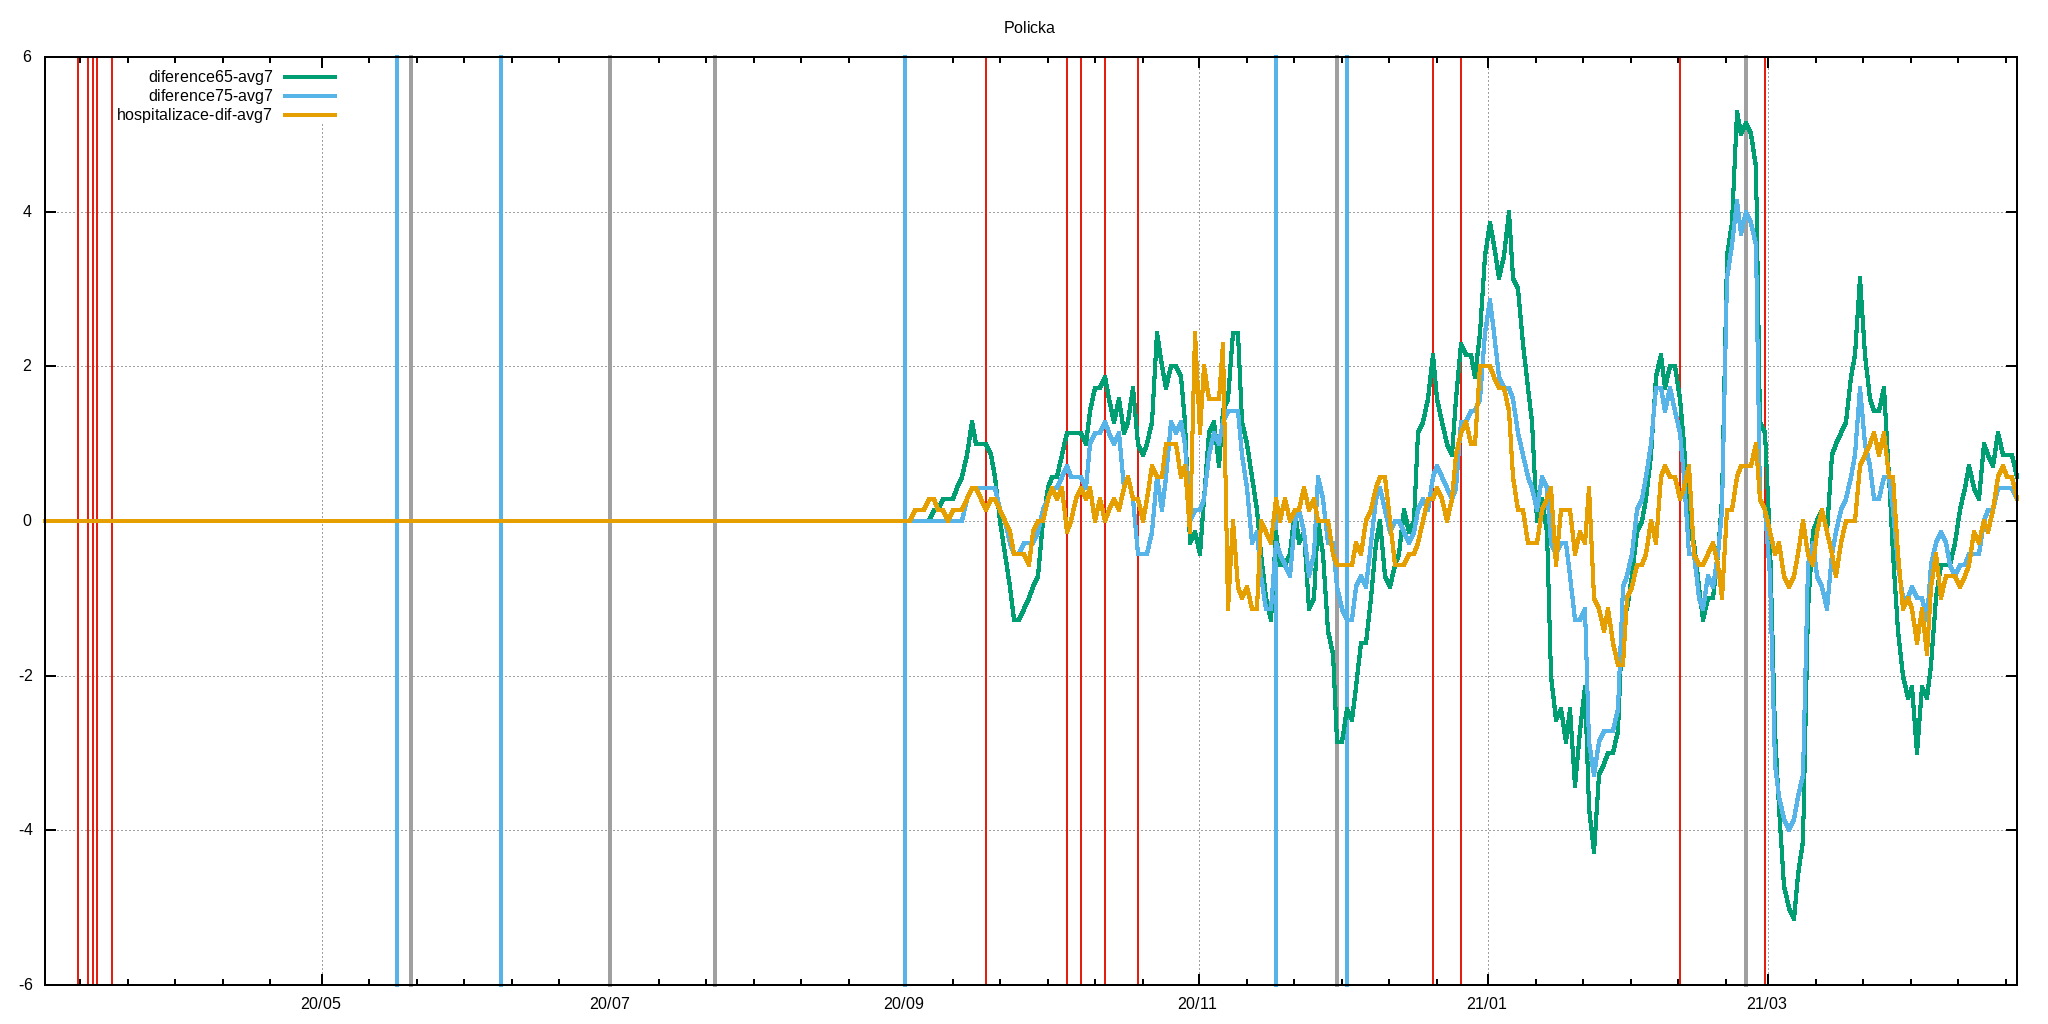 Policka
6
diference65-avg7
diference75-avg7
hospitalizace-dif-avg7
4
2
0
-2
-4
-6
20/05 20/07 20/09 20/11 21/01 21/03